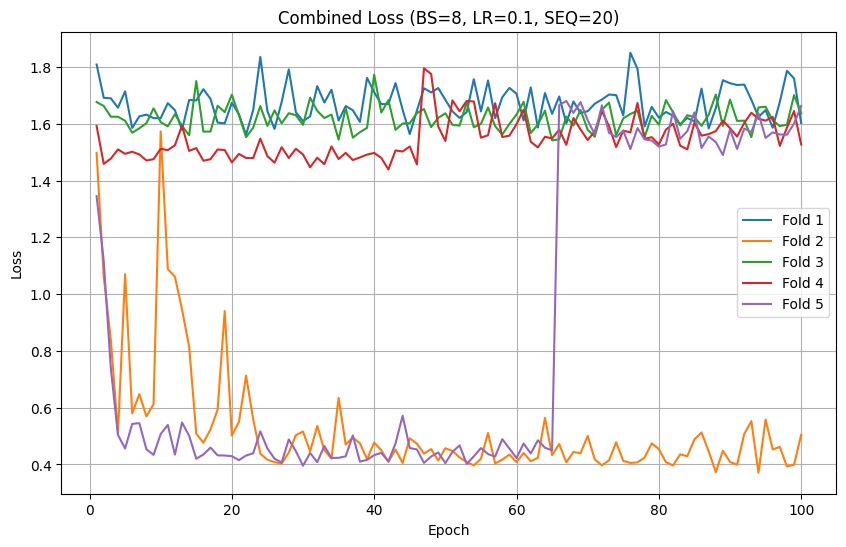 Combined Loss (BS=8, LR=0.1, SEQ=20)
Loss
1.8
1.6
1.4
1.2
1.0
0.8
0.6
0.4
Fold 1
Fold 2
Fold 3
Fold 4
Fold 5
0
20
40
60
80
100
Epoch